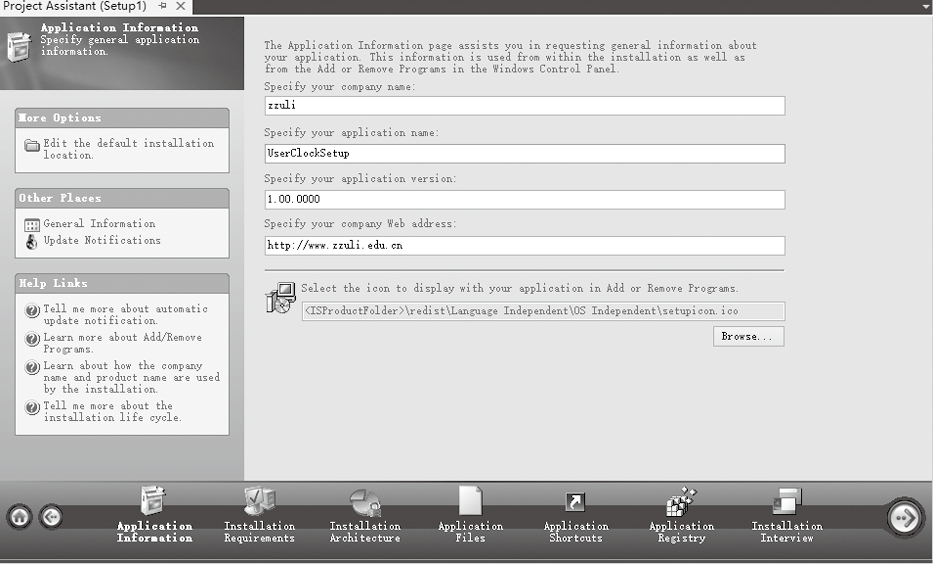 Project Assistant (Setup1)
Application Information
Specify general application
information.
More Options
Edit the default installation
location.
Other Places
General Information
Update Notifications
Help Links
Tell me more about automatic
update notification.
Learn more about Add/Remove
Programs.
Learn about how the company
name and product name are used
by the installation.
Tell me more about the
installation life cycle.
The Application Information page assists you in requesting general information about
your application. This information is used from within the installation as well as
from the Add or Remove Programs in the Windows Control Panel.
Specify your company name:
zzuli
Specify your application name:
UserClockSetup
Specify your application version:
1.00.0000
Specify your company Web address:
http://www.zzuli.edu.cn
Select the icon to display with your application in Add or Remove Programs.
<ISProductFolder>\redist\Language Independent\OS Independent\setupicon.ico
Browse...
Application
Information
Installation
Requirements
Installation
Architecture
Application
Files
Application
Shortcuts
Application
Registry
Installation
Interview